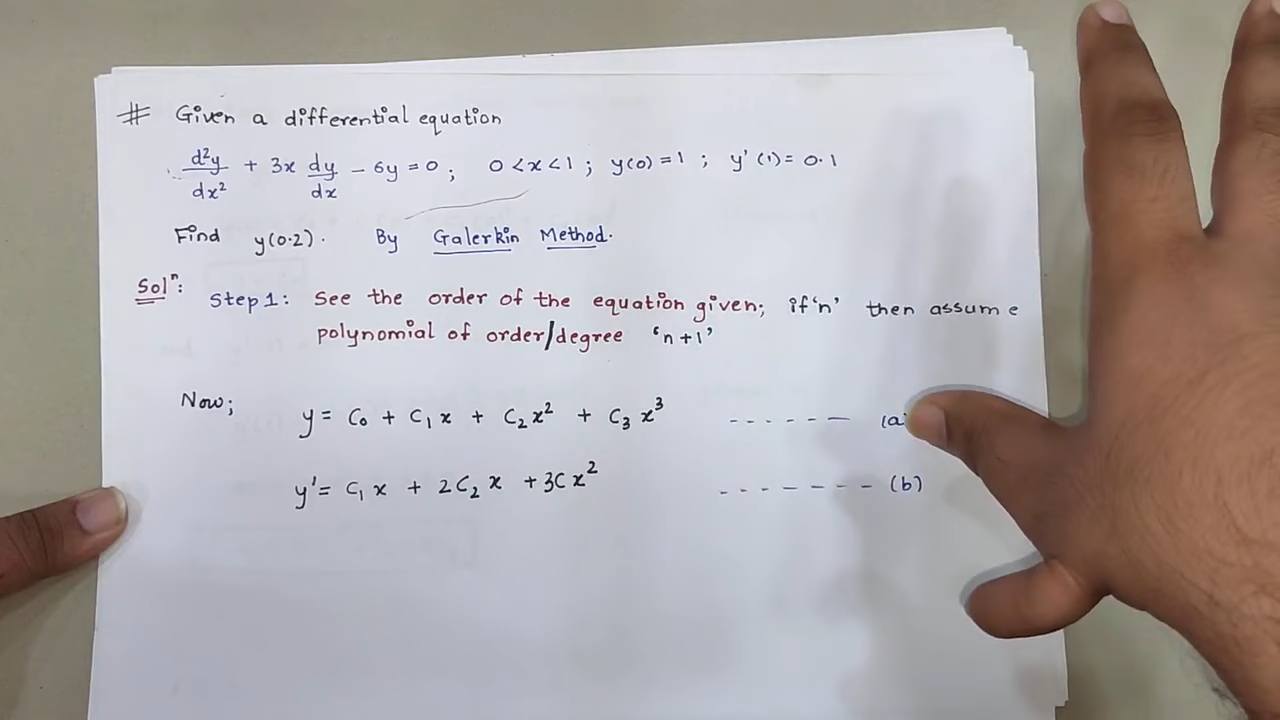 # Given a differential equation
d²y/dx² + 3x dy/dx − 6y = 0 ; 0 < x < 1 ; y(0) = 1 ; y'(1) = 0.1
Find y(0.2). By Galerkin Method.
Solⁿ: Step 1: See the order of the equation given; if 'n' then assume
polynomial of order/degree 'n+1'
Now; y = C₀ + C₁x + C₂x² + C₃x³ ------ (a)
y' = C₁x + 2C₂x + 3Cx² ------- (b)